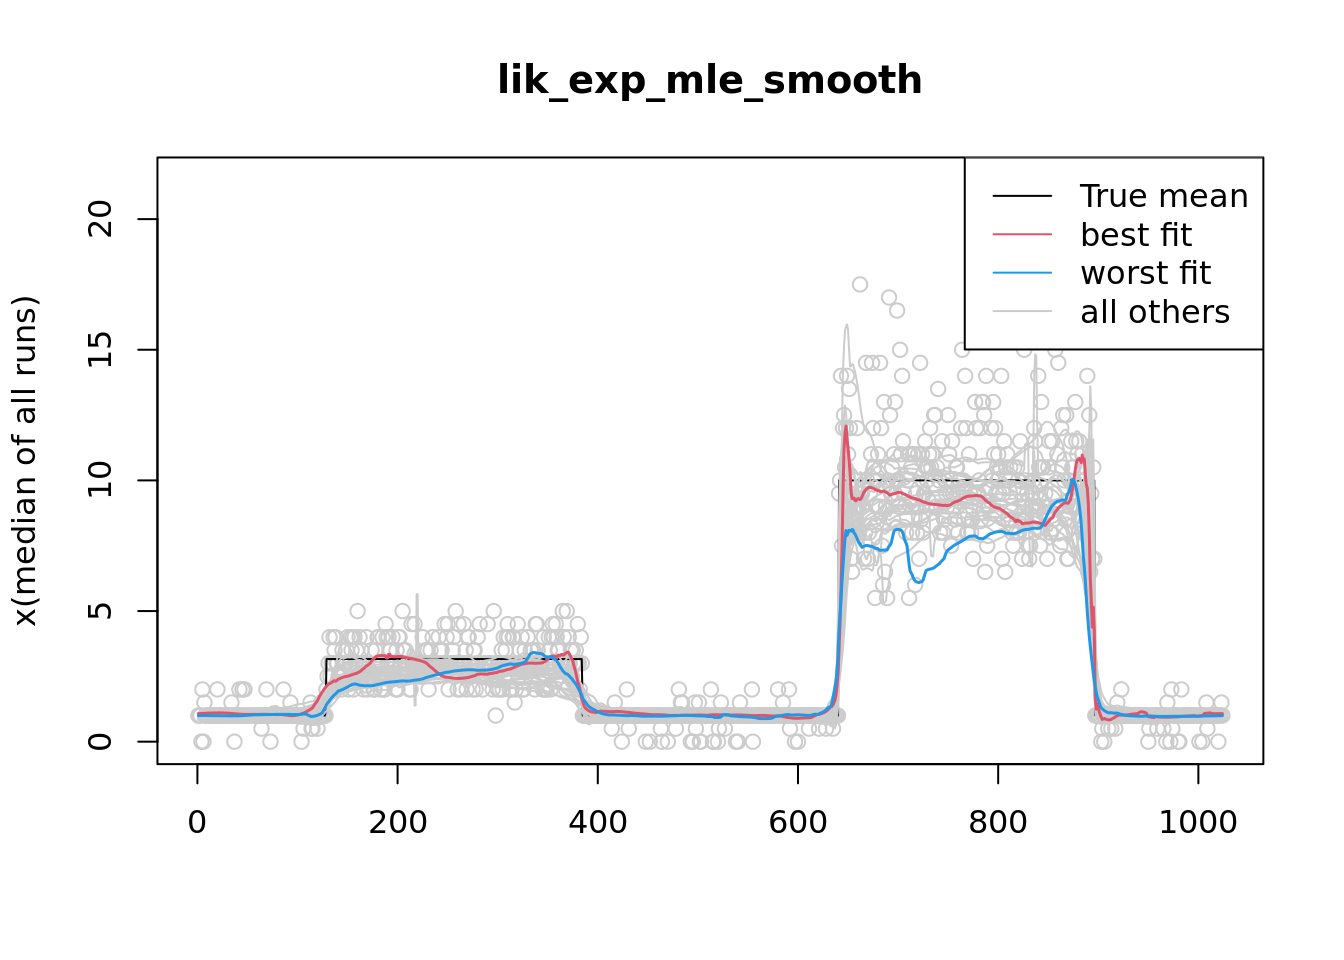 lik_exp_mle_smooth
True mean
best fit
worst fit
all others
x(median of all runs)
20
15
10
5
0
0 200 400 600 800 1000